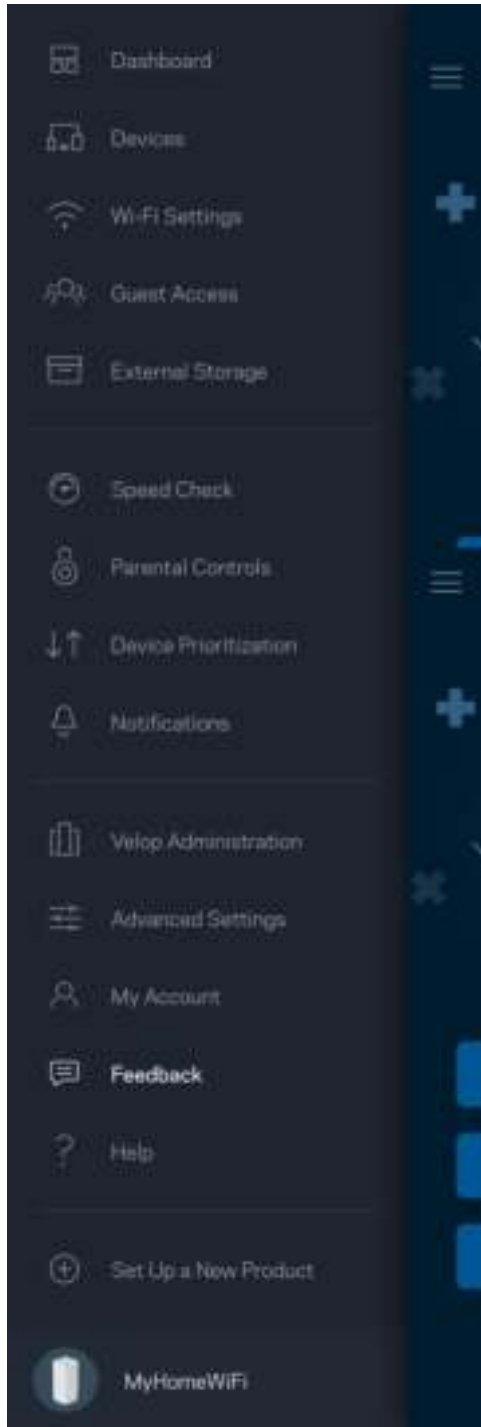 Dashboard
Devices
Wi-Fi Settings
Guest Access
External Storage
Speed Check
Parental Controls
Device Prioritization
Notifications
Velop Administration
Advanced Settings
My Account
Feedback
Help
Set Up a New Product
MyHomeWiFi